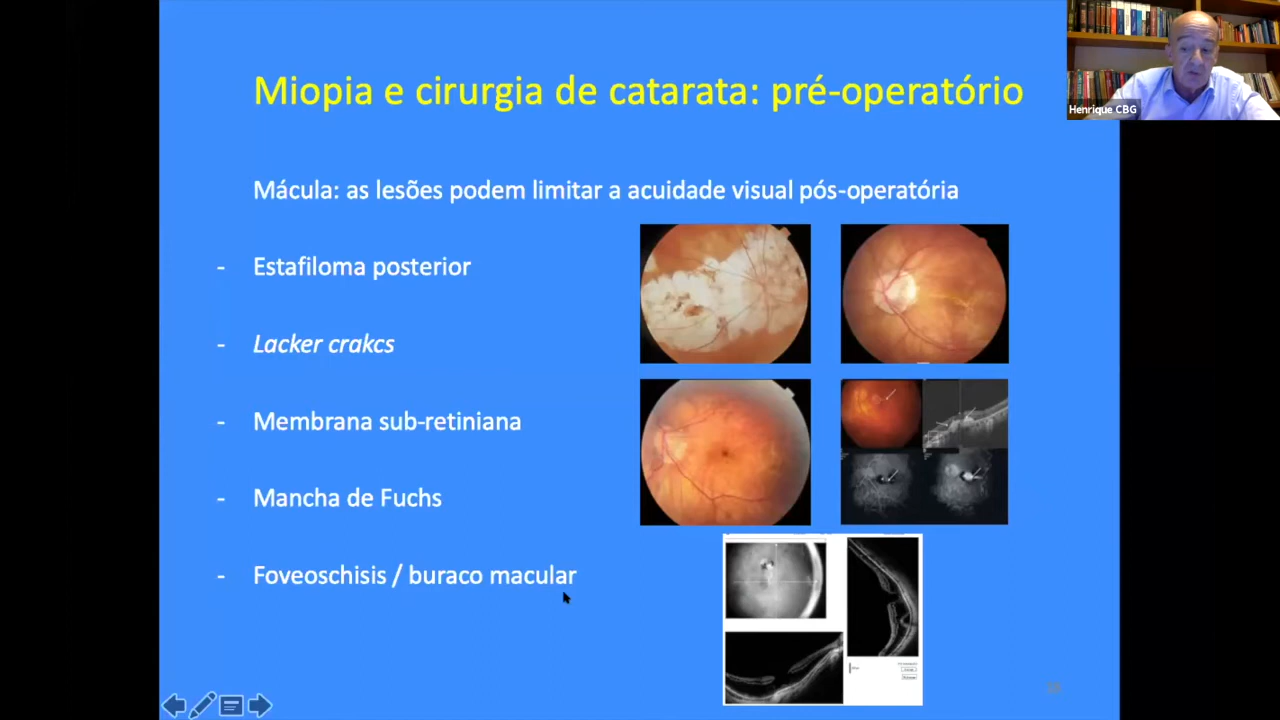 Miopia e cirurgia de catarata: pré-operatório
Henrique CBG
Mácula: as lesões podem limitar a acuidade visual pós-operatória
- Estafiloma posterior
- Lacker crakcs
- Membrana sub-retiniana
- Mancha de Fuchs
- Foveoschisis / buraco macular